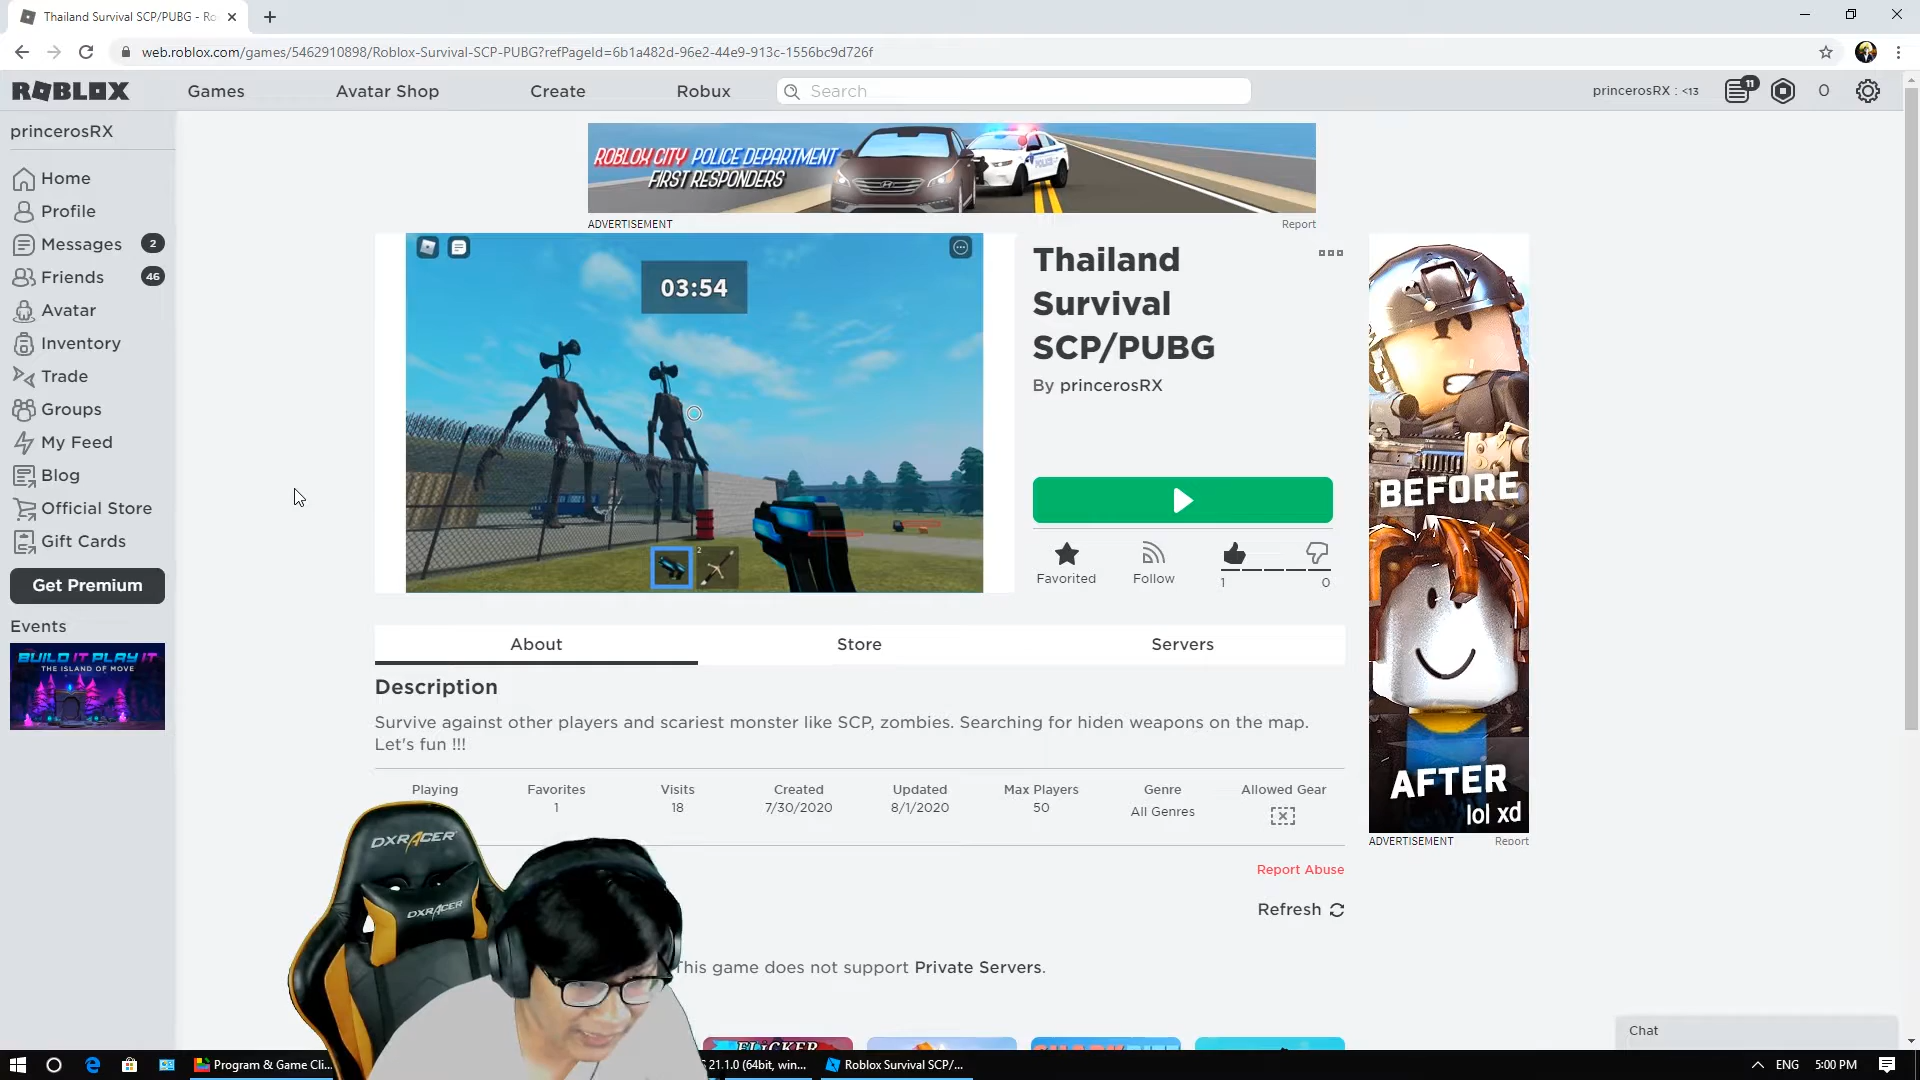 Thailand Survival SCP/PUBG - Ro
web.roblox.com/games/5462910898/Roblox-Survival-SCP-PUBG?refPageId=6b1a482d-96e2-44e9-913c-1556bc9d726f
ROBLOX
Games
Avatar Shop
Create
Robux
Search
princerosRX : <13
11
0
princerosRX
Home
Profile
Messages 2
Friends 46
Avatar
Inventory
Trade
Groups
My Feed
Blog
Official Store
Gift Cards
Get Premium
Events
BUILD IT PLAY IT
THE ISLAND OF MOVE
ROBLOX CITY POLICE DEPARTMENT
FIRST RESPONDERS
POLICE
ADVERTISEMENT
Report
03:54
2
Thailand
Survival
SCP/PUBG
By princerosRX
Favorited
Follow
1
0
About
Store
Servers
Description
Survive against other players and scariest monster like SCP, zombies. Searching for hiden weapons on the map.
Let's fun !!!
Playing
Favorites
1
Visits
18
Created
7/30/2020
Updated
8/1/2020
Max Players
50
Genre
All Genres
Allowed Gear
Report Abuse
Refresh
This game does not support Private Servers.
BEFORE
AFTER
lol xd
ADVERTISEMENT
Report
DXRACER
DXRACER
FLICKER
Chat
Program & Game Cli...
21.1.0 (64bit, win...
Roblox Survival SCP/...
ENG
5:00 PM